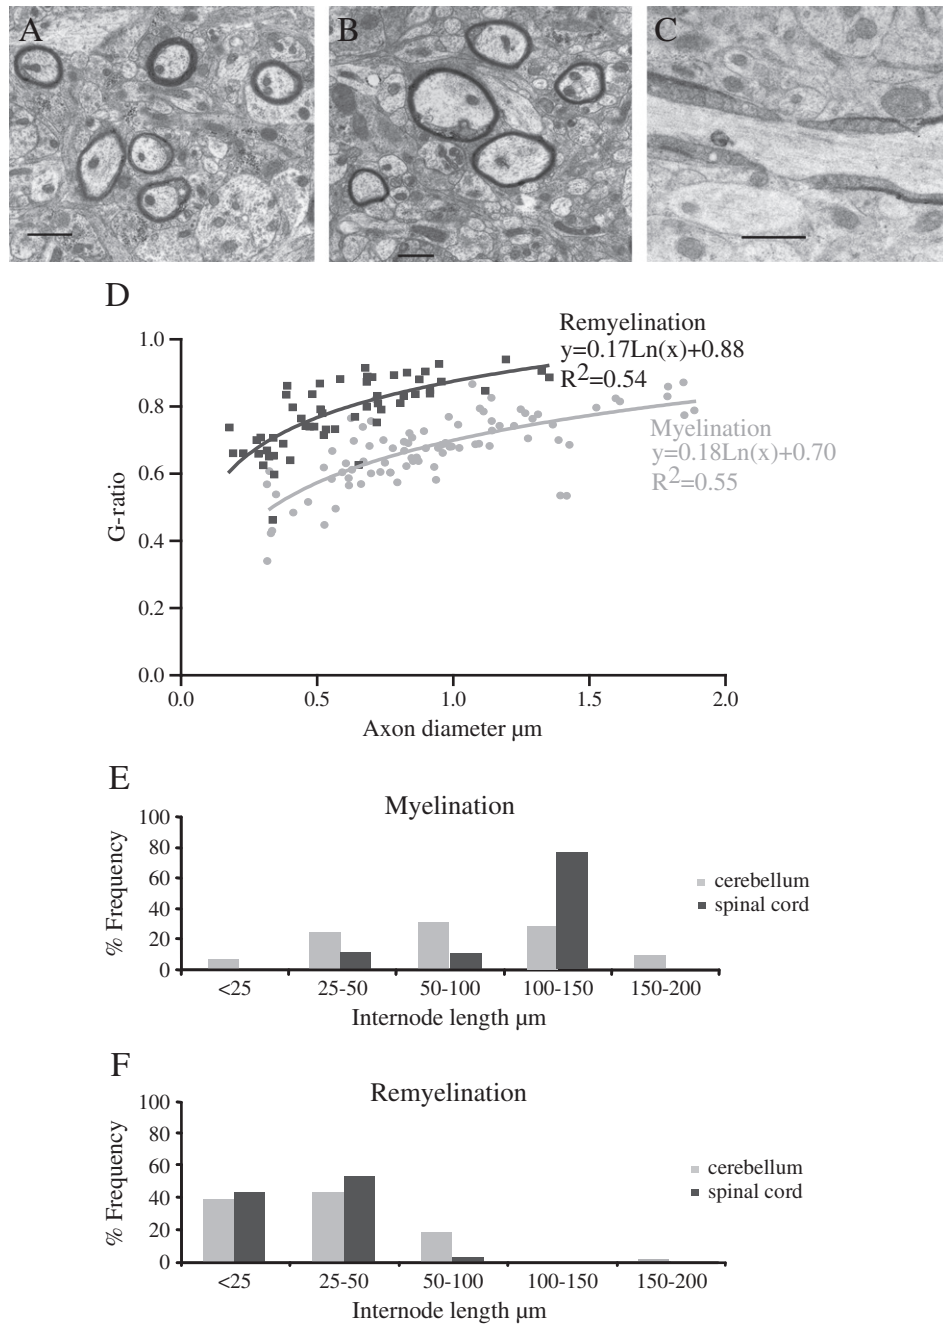 A B C
D
Remyelination
y=0.17Ln(x)+0.88
R2=0.54
Myelination
y=0.18Ln(x)+0.70
R2=0.55
1.0
0.8
0.6
0.4
0.2
0.0
G-ratio
0.0 0.5 1.0 1.5 2.0
Axon diameter µm
E
Myelination
100
80
60
40
20
0
% Frequency
cerebellum
spinal cord
<25 25-50 50-100 100-150 150-200
Internode length µm
F
Remyelination
100
80
60
40
20
0
% Frequency
cerebellum
spinal cord
<25 25-50 50-100 100-150 150-200
Internode length µm